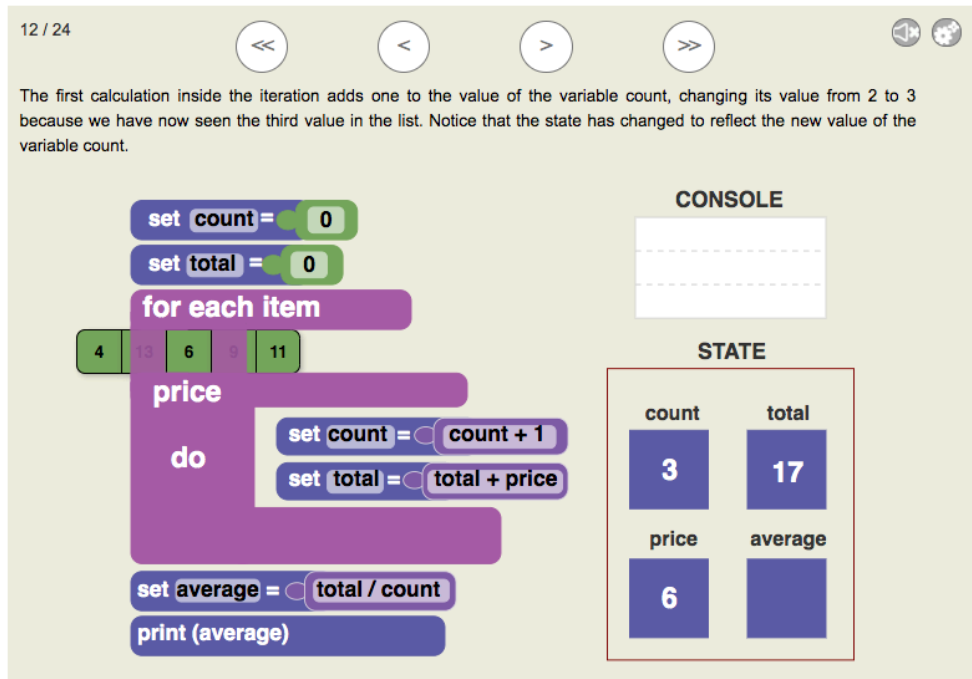 12 / 24
<<
<
>
>>
The first calculation inside the iteration adds one to the value of the variable count, changing its value from 2 to 3
because we have now seen the third value in the list. Notice that the state has changed to reflect the new value of the
variable count.
set count = 0
set total = 0
for each item
4 13 6 9 11
price
do
set count = count + 1
set total = total + price
set average = total / count
print (average)
CONSOLE
STATE
count total
3 17
price average
6